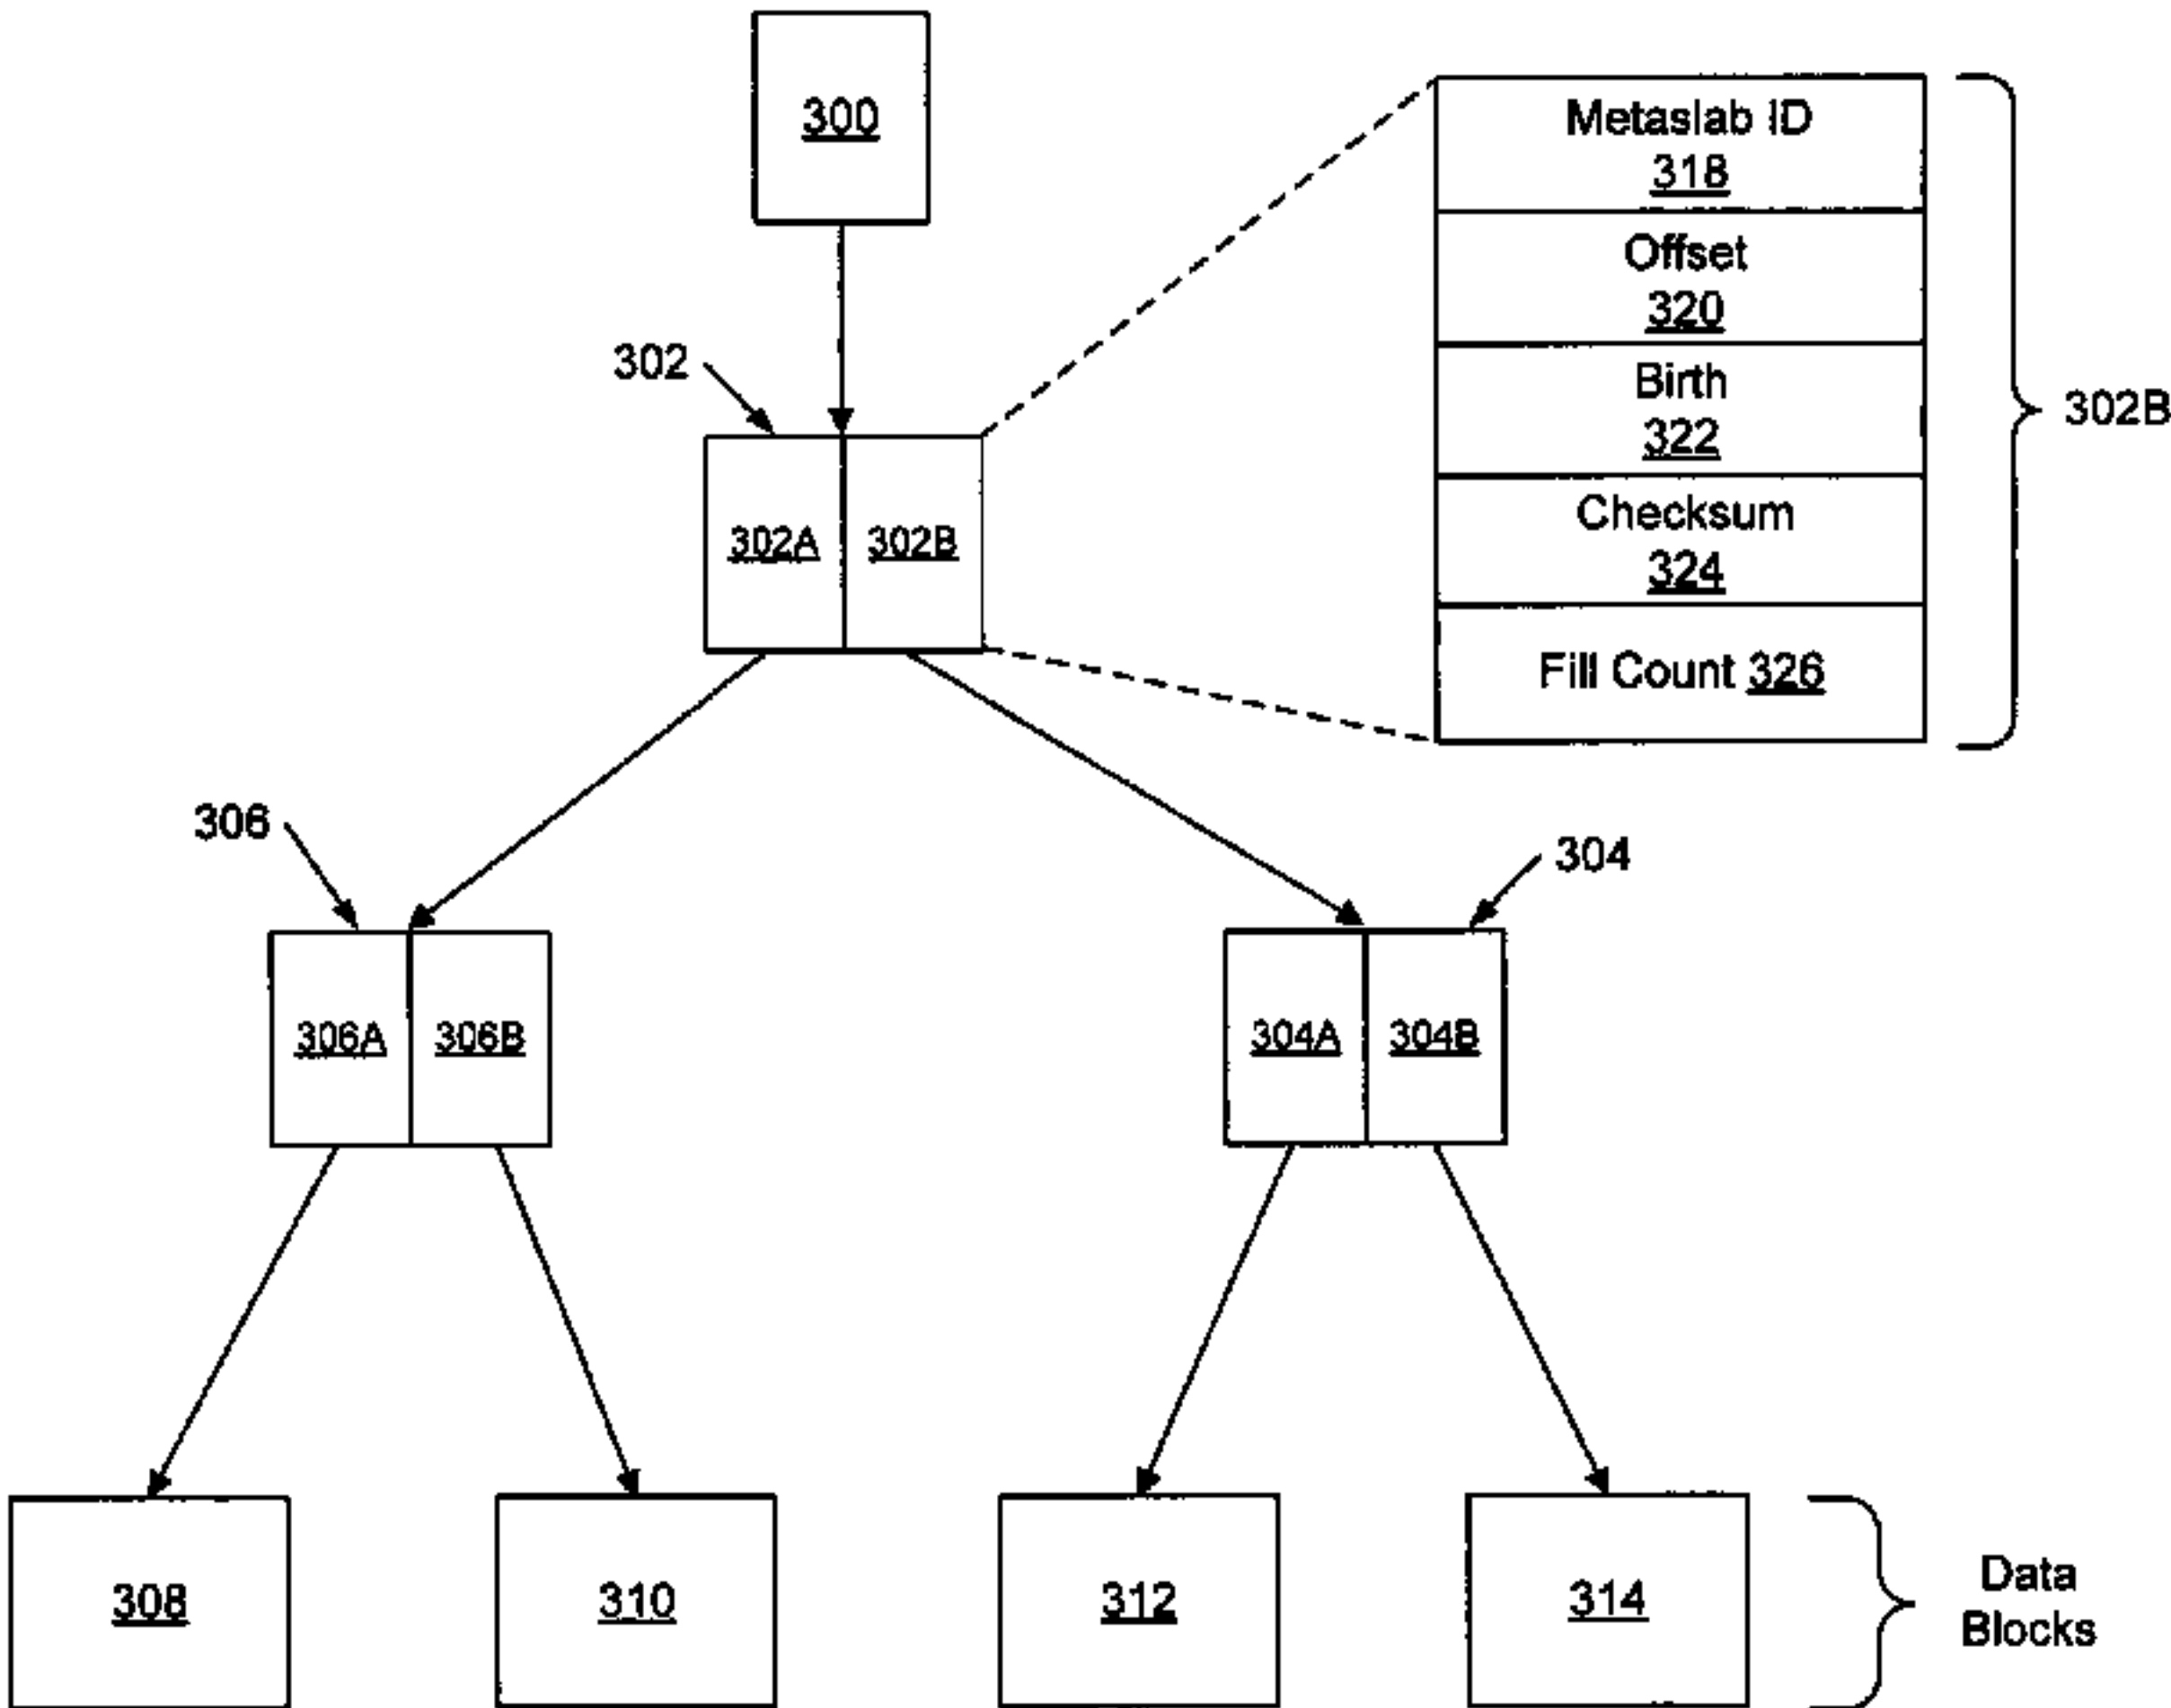 300
Metaslab ID
318
Offset
320
Birth
322
Checksum
324
Fill Count 326
302B
302
302A 302B
306
304
306A 306B
304A 304B
308
310
312
314
Data
Blocks